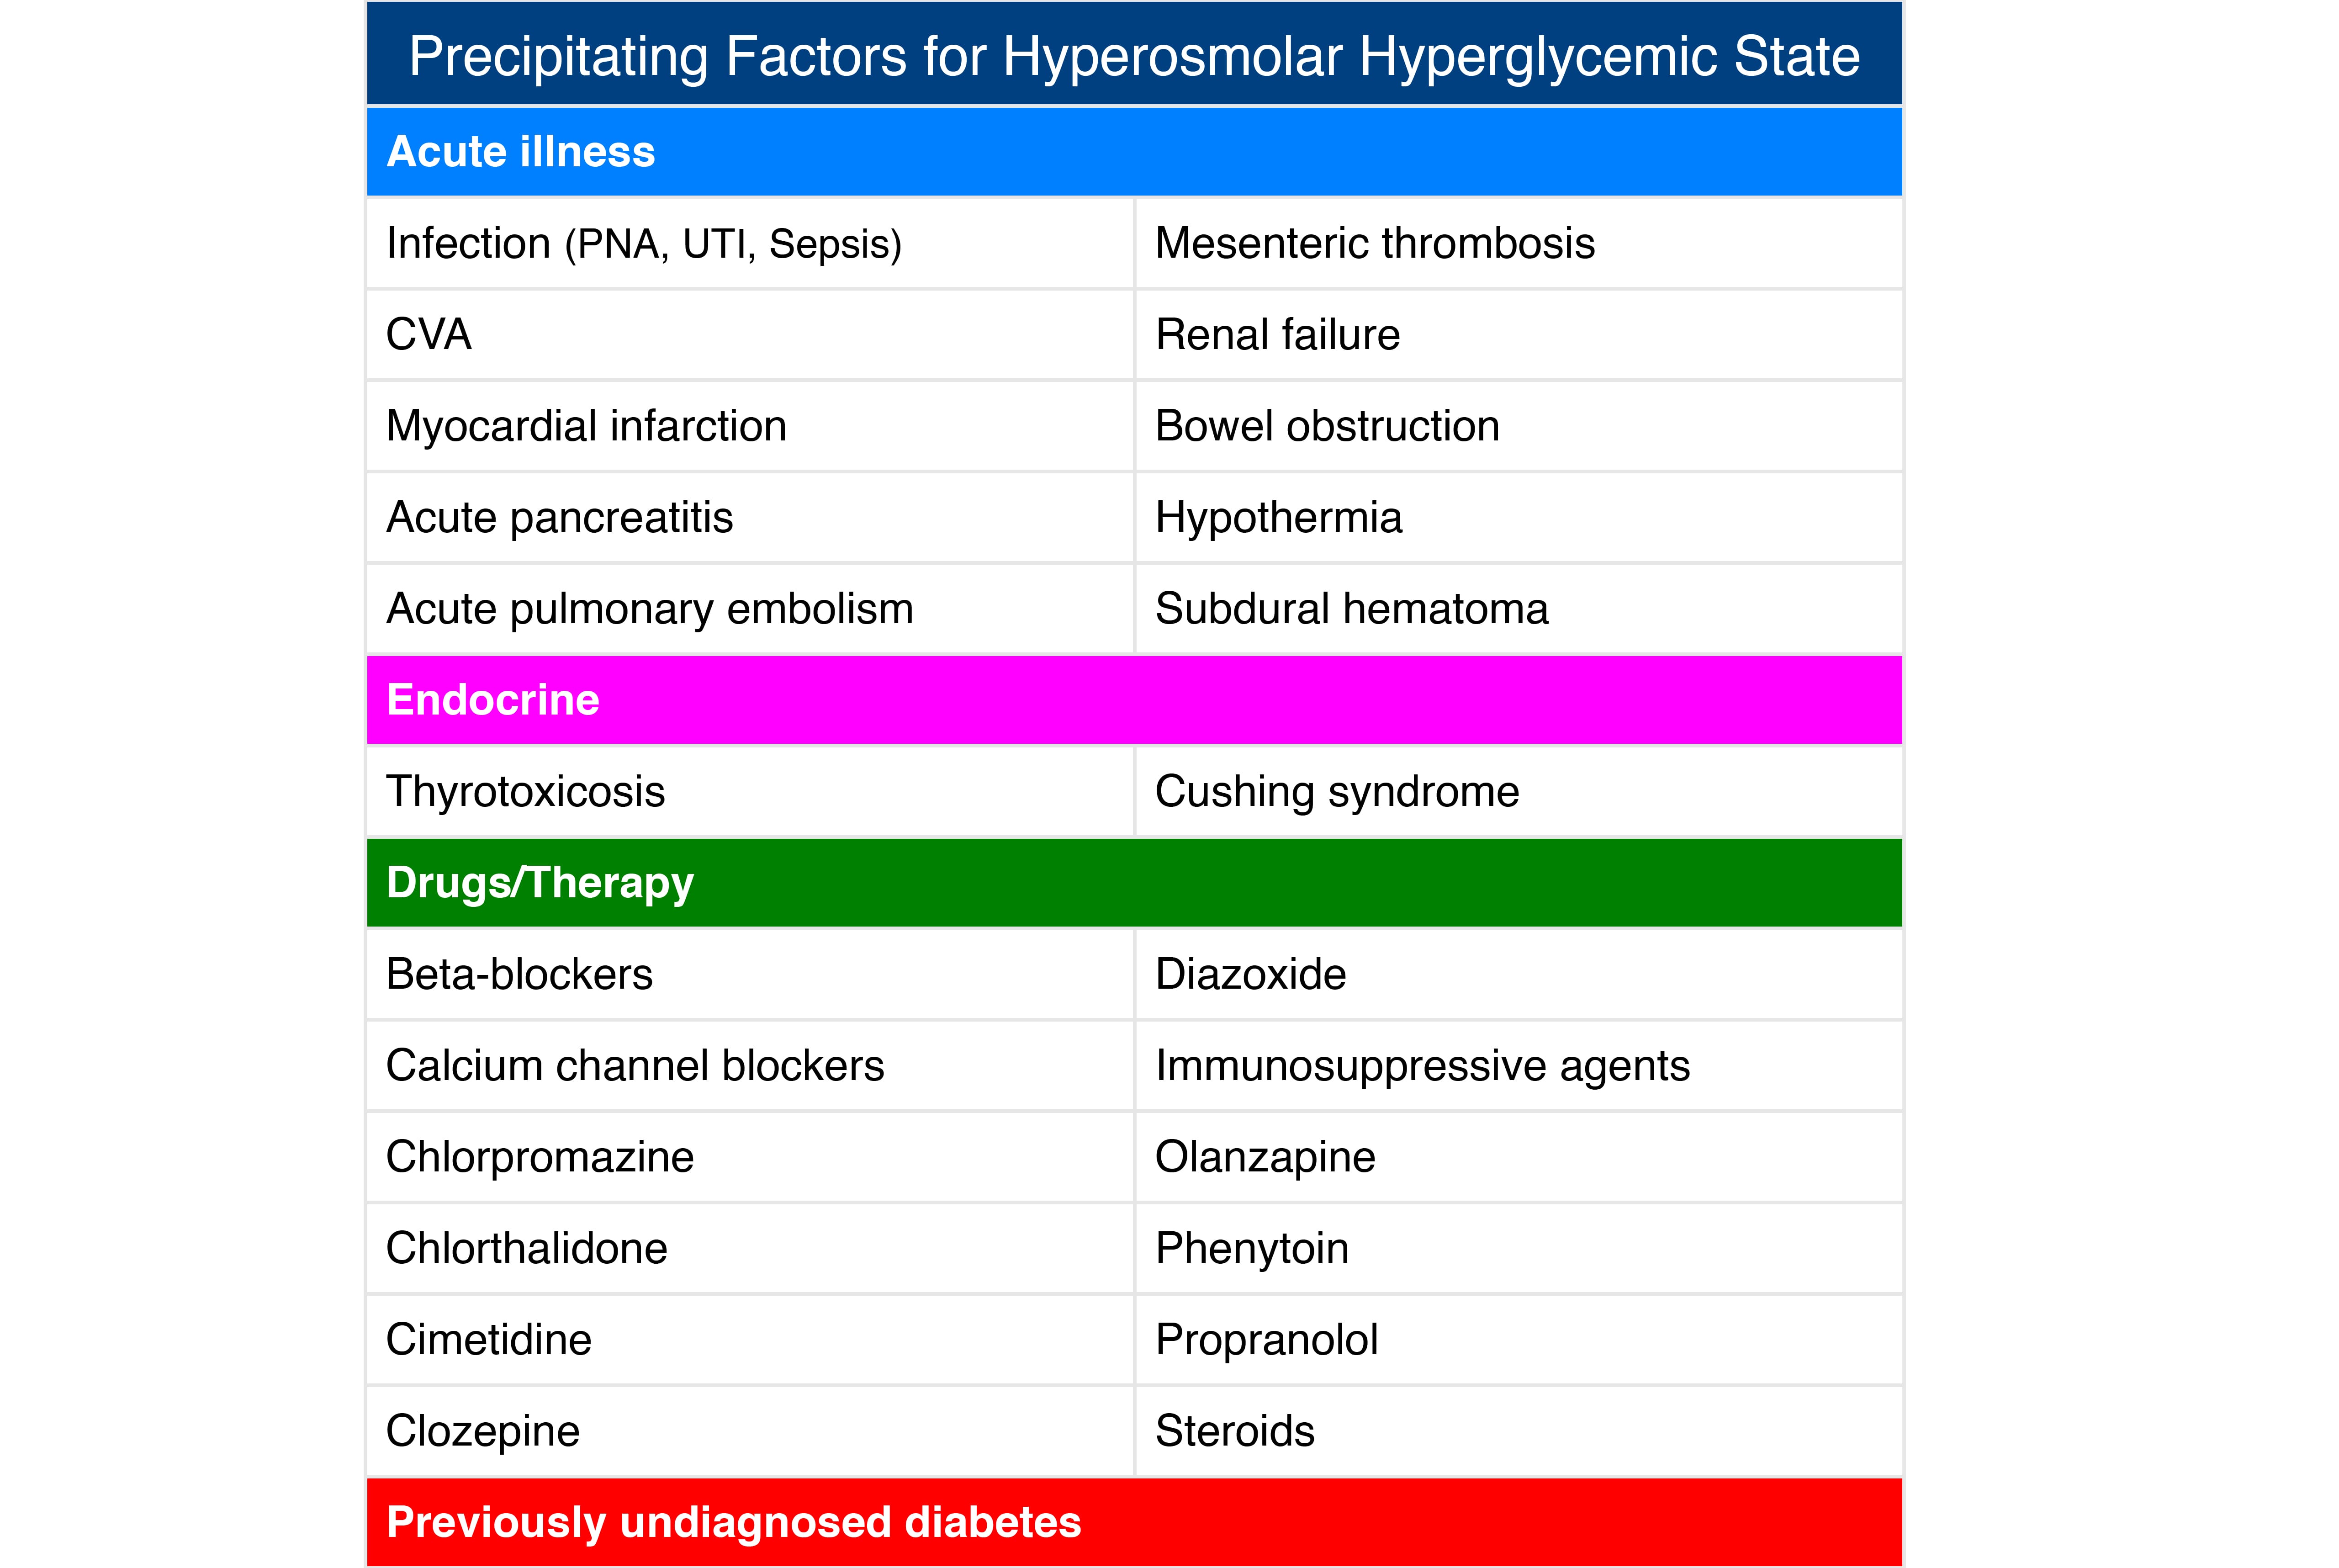 Precipitating Factors for Hyperosmolar Hyperglycemic State
Acute illness
Infection (PNA, UTI, Sepsis)
Mesenteric thrombosis
CVA
Renal failure
Myocardial infarction
Bowel obstruction
Acute pancreatitis
Hypothermia
Acute pulmonary embolism
Subdural hematoma
Endocrine
Thyrotoxicosis
Cushing syndrome
Drugs/Therapy
Beta-blockers
Diazoxide
Calcium channel blockers
Immunosuppressive agents
Chlorpromazine
Olanzapine
Chlorthalidone
Phenytoin
Cimetidine
Propranolol
Clozepine
Steroids
Previously undiagnosed diabetes